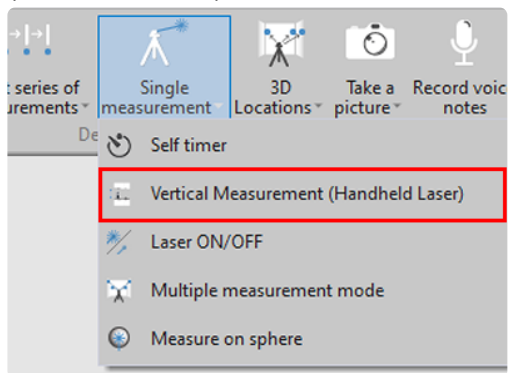 series of
Single
3D
Take a
Record voic
urements
measurement
Locations
picture
notes
De
Self timer
Vertical Measurement (Handheld Laser)
Laser ON/OFF
Multiple measurement mode
Measure on sphere